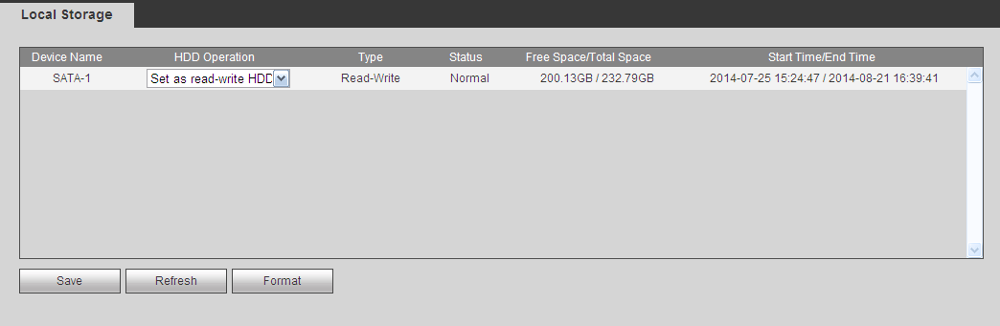 Local Storage
Device Name HDD Operation Type Status Free Space/Total Space Start Time/End Time
SATA-1 Set as read-write HDD Read-Write Normal 200.13GB / 232.79GB 2014-07-25 15:24:47 / 2014-08-21 16:39:41
Save Refresh Format